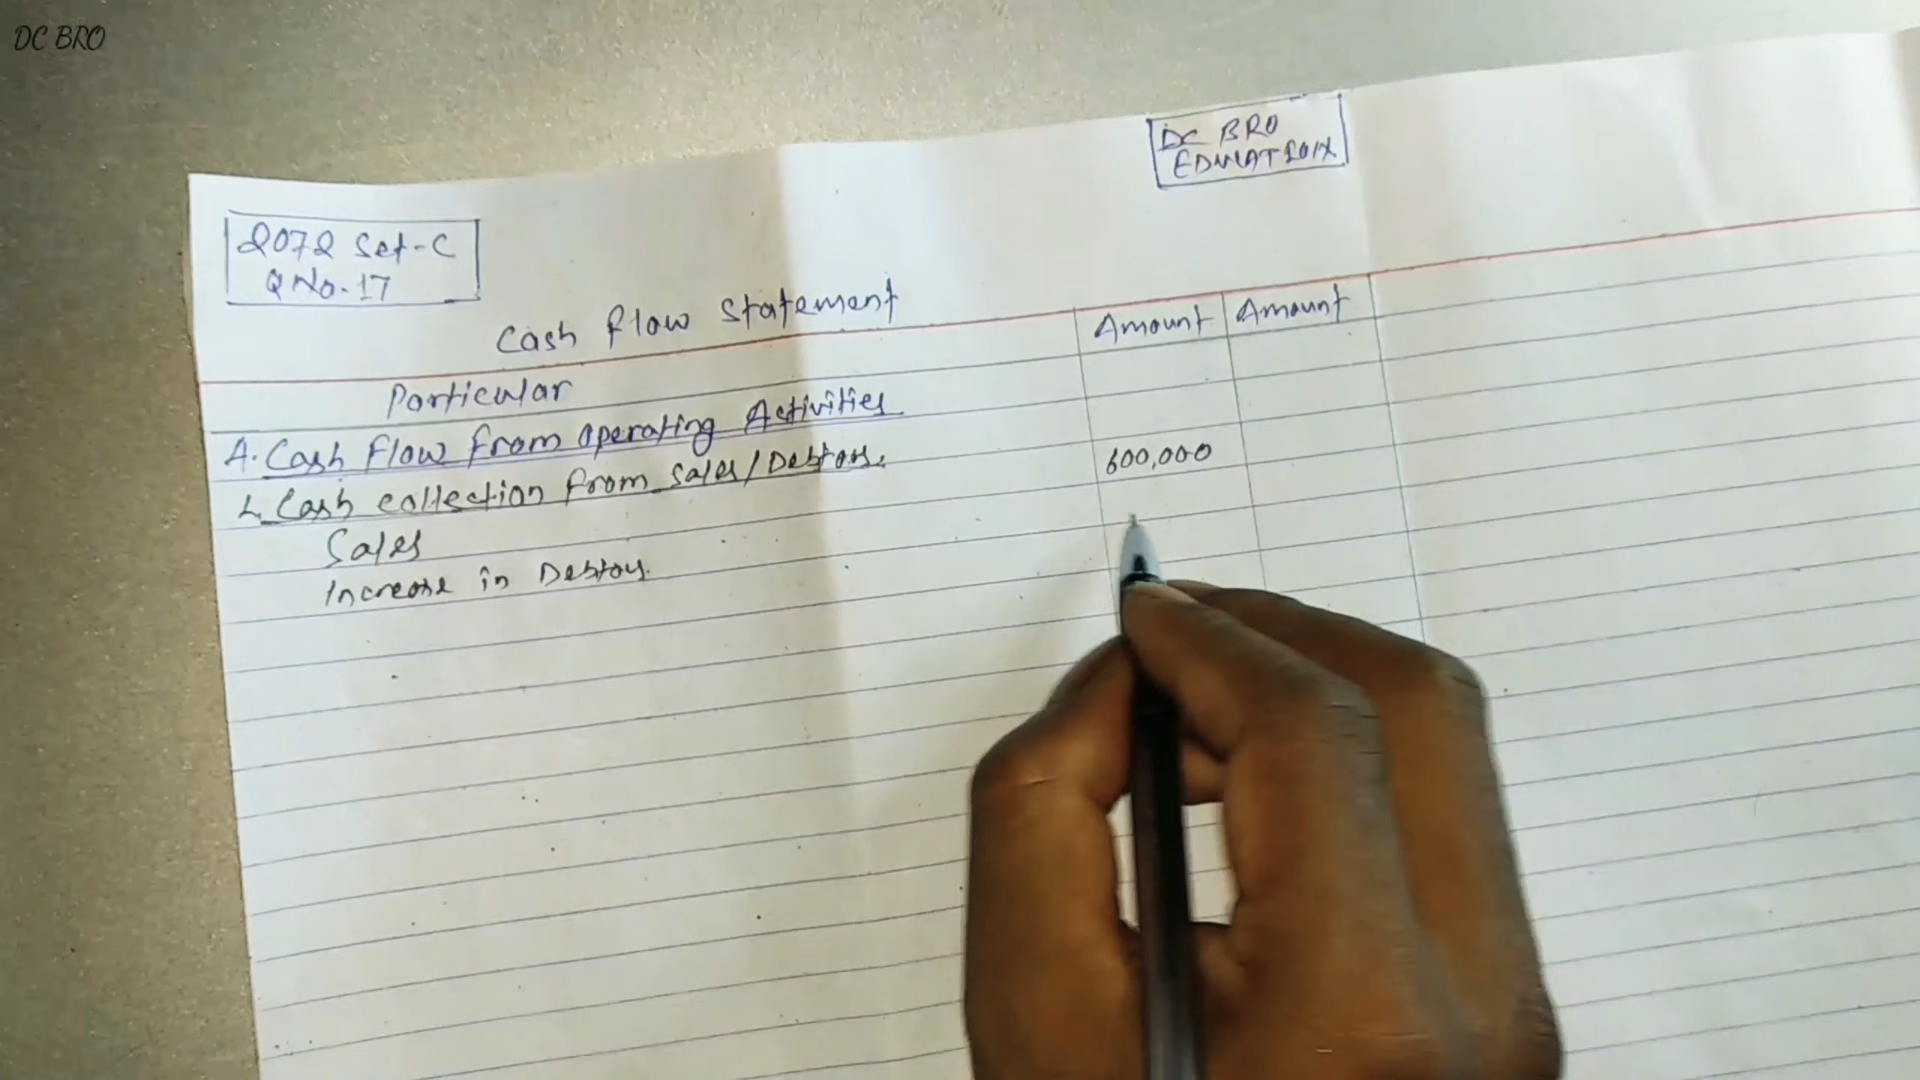 DC BRO
DC BRO
EDUCATION
2072 Set-C
Q No.17
Cash flow Statement
Particular
Amount
Amount
A. Cash flow from operating Activities
1. Cash collection from sales/Debtors.
Sales
600,000
Increase in Debtors.